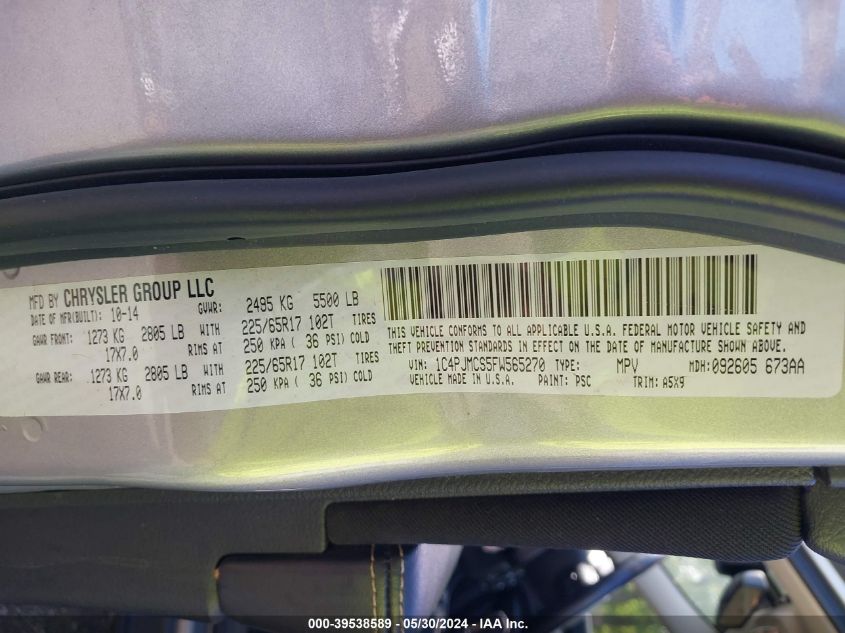 MFD BY CHRYSLER GROUP LLC
DATE OF MFR(BUILT): 10-14 GVWR: 2495 KG 5500 LB
GAWR FRONT: 1273 KG 2805 LB WITH 225/65R17 102T TIRES
17X7.0 RIMS AT 250 KPA ( 36 PSI) COLD
GAWR REAR: 1273 KG 2805 LB WITH 225/65R17 102T TIRES
17X7.0 RIMS AT 250 KPA ( 36 PSI) COLD
THIS VEHICLE CONFORMS TO ALL APPLICABLE U.S.A. FEDERAL MOTOR VEHICLE SAFETY AND
THEFT PREVENTION STANDARDS IN EFFECT ON THE DATE OF MANUFACTURE SHOWN ABOVE.
VIN: 1C4PJMCS5FW565270 TYPE: MPV MDH:092605 673AA
VEHICLE MADE IN U.S.A. PAINT: PSC TRIM: A5X9
000-39538589 — 05/30/2024 — IAA Inc.